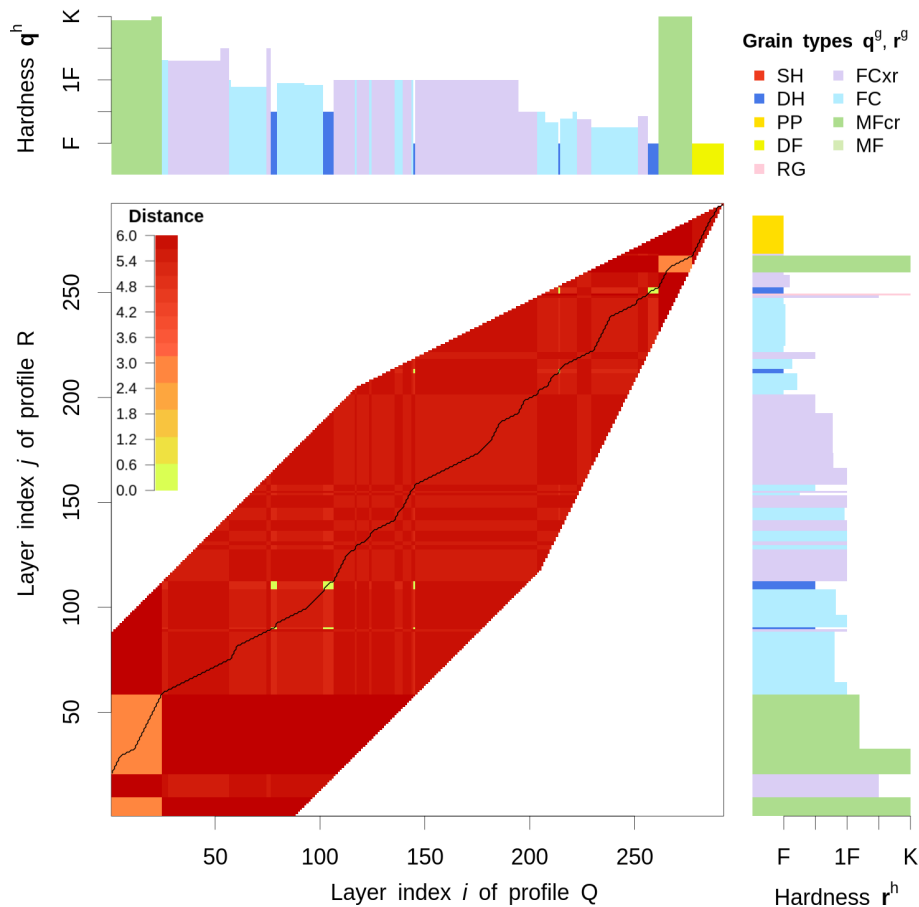 Hardness q^h
F 1F K
Grain types q^g, r^g
SH FCxr
DH FC
PP MFcr
DF MF
RG
Distance
6.0
5.4
4.8
4.2
3.6
3.0
2.4
1.8
1.2
0.6
0.0
Layer index j of profile R
50 100 150 200 250
50 100 150 200 250
Layer index i of profile Q
F 1F K
Hardness r^h